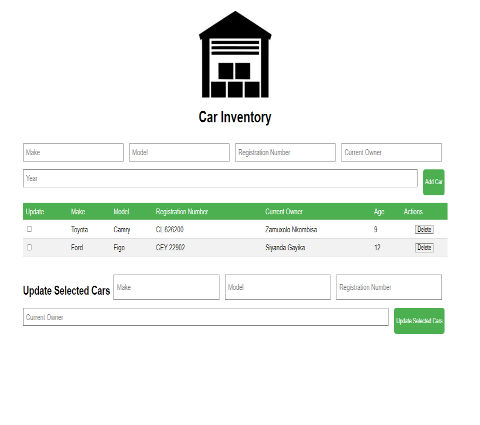 Car Inventory
Make Model Registration Number Current Owner
Year Add Car
Update Make Model Registration Number Current Owner Age Actions
Toyota Camry CL 626200 Zamuxolo Nkombisa 9 Delete
Ford Figo CEY 22902 Siyanda Gayika 12 Delete
Update Selected Cars Make Model Registration Number
Current Owner Update Selected Cars